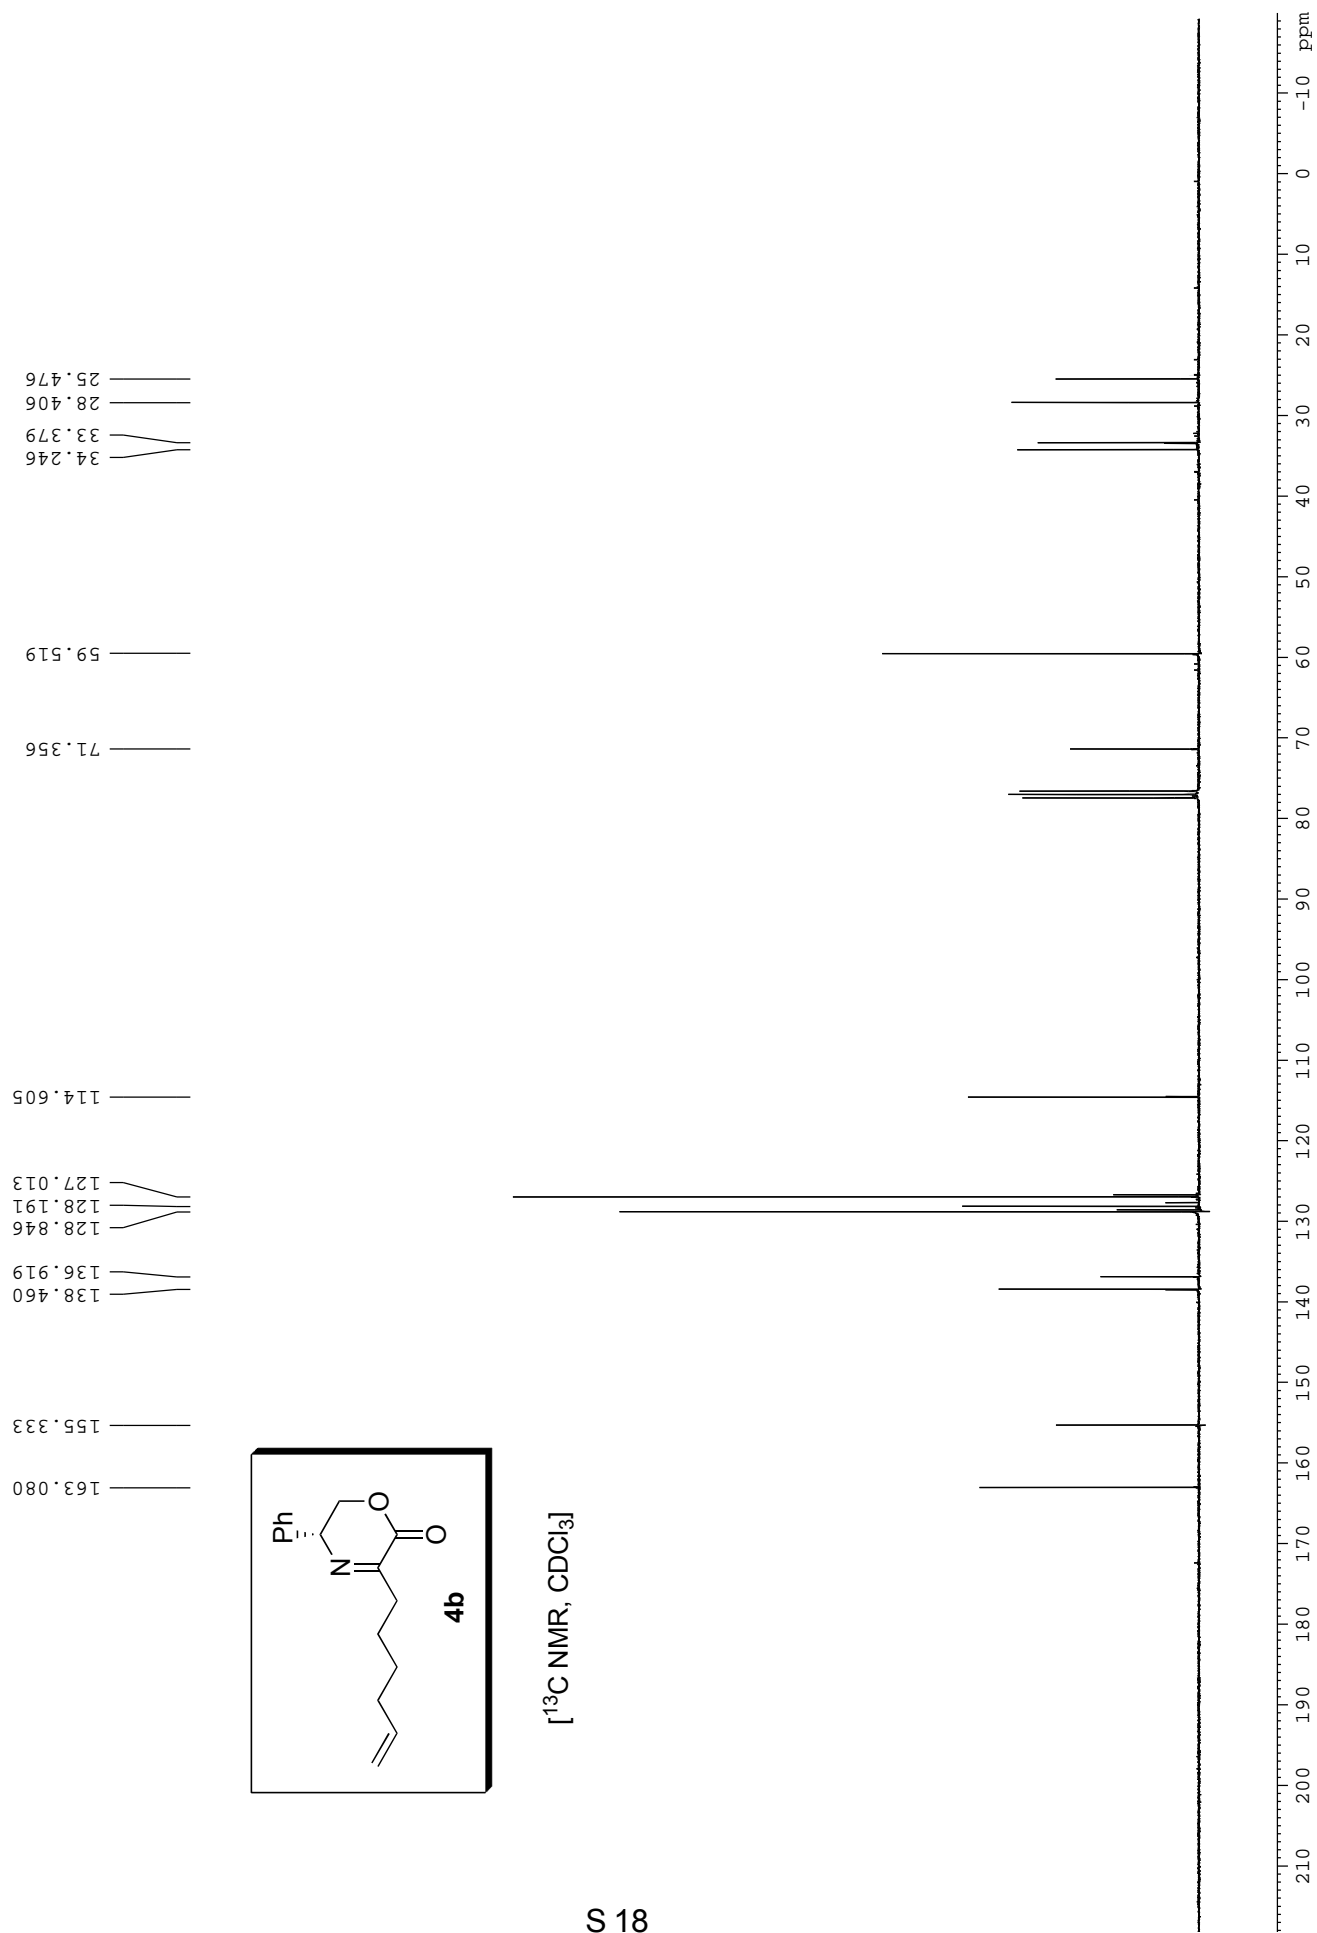 163.080
155.333
138.460
136.919
128.846
128.191
127.013
114.605
71.356
59.519
34.246
33.379
28.406
25.476
Ph
N
O
O
4b
[¹³C NMR, CDCl₃]
210 200 190 180 170 160 150 140 130 120 110 100 90 80 70 60 50 40 30 20 10 0 -10 ppm
S 18